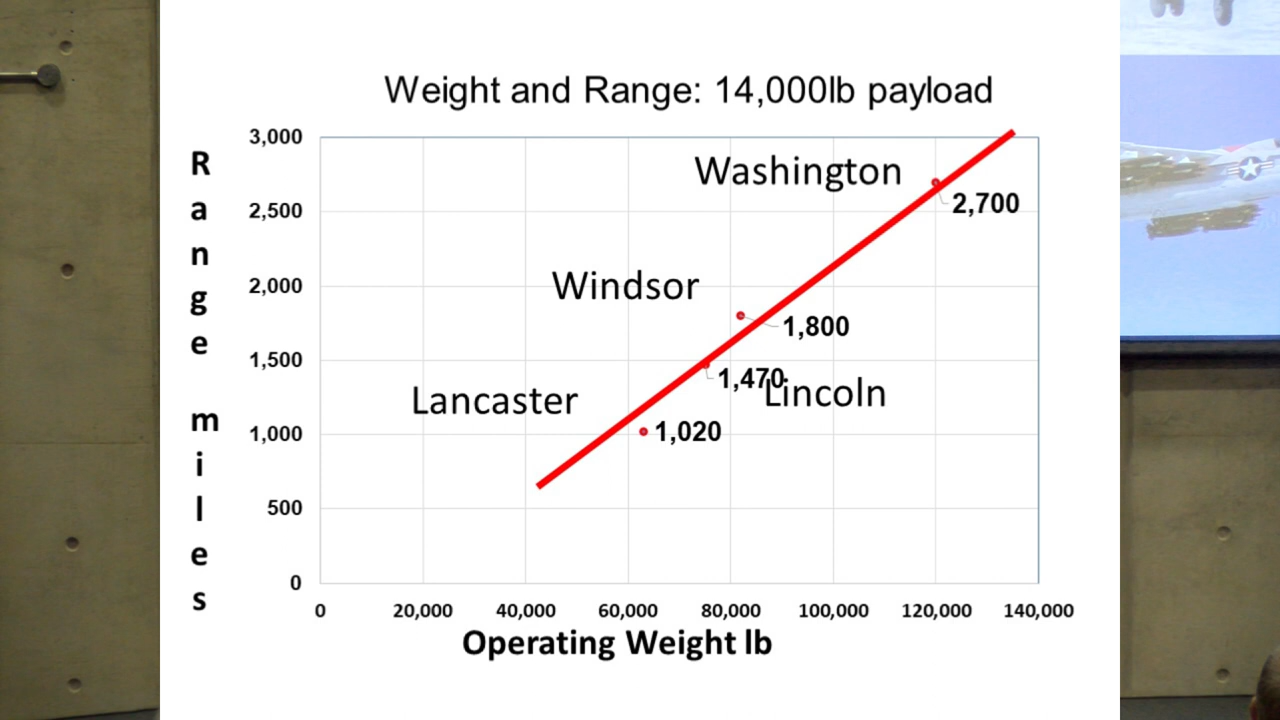 Weight and Range: 14,000lb payload
Range miles
3,000
2,500
2,000
1,500
1,000
500
0
Washington
2,700
Windsor
1,800
1,470
Lincoln
Lancaster
1,020
0 20,000 40,000 60,000 80,000 100,000 120,000 140,000
Operating Weight lb